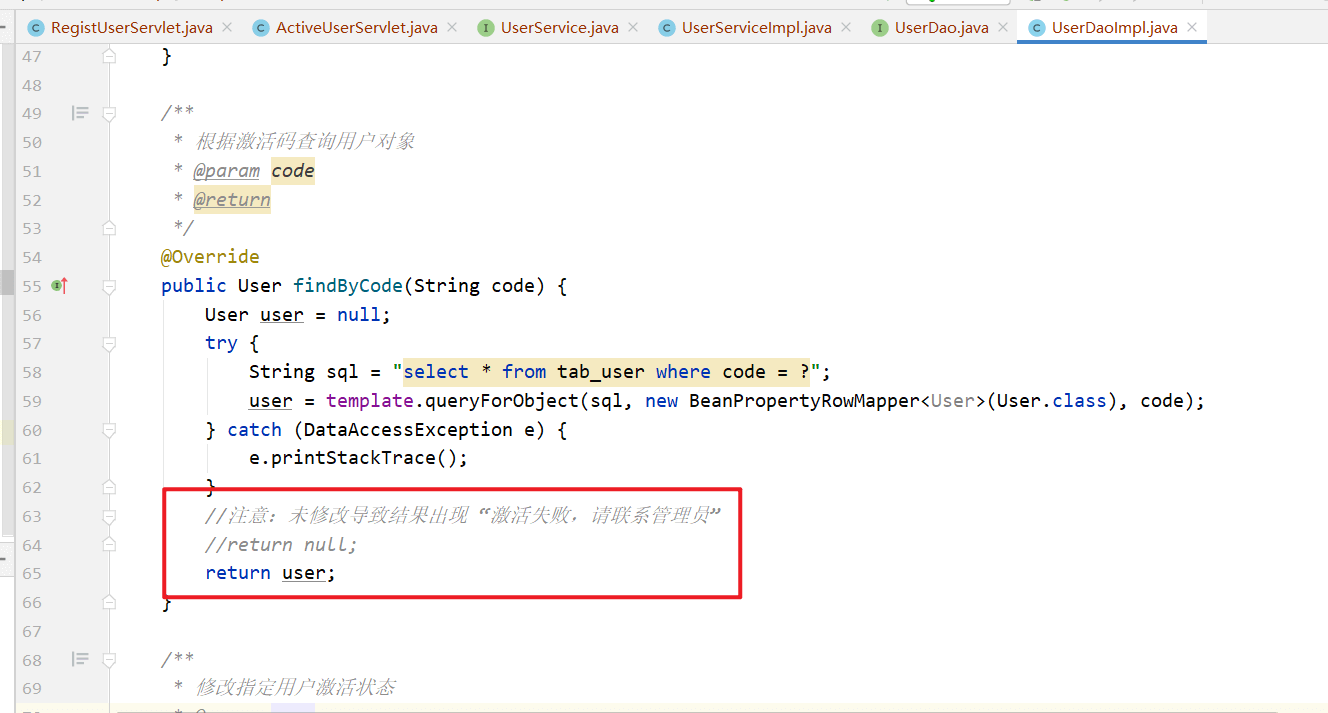 RegistUserServlet.java ActiveUserServlet.java UserService.java UserServiceImpl.java UserDao.java UserDaoImpl.java
47 }
48
49 /**
50 * 根据激活码查询用户对象
51 * @param code
52 * @return
53 */
54 @Override
55 public User findByCode(String code) {
56 User user = null;
57 try {
58 String sql = "select * from tab_user where code = ?";
59 user = template.queryForObject(sql, new BeanPropertyRowMapper<User>(User.class), code);
60 } catch (DataAccessException e) {
61 e.printStackTrace();
62 }
63 //注意：未修改导致结果出现“激活失败，请联系管理员”
64 //return null;
65 return user;
66 }
67
68 /**
69 * 修改指定用户激活状态